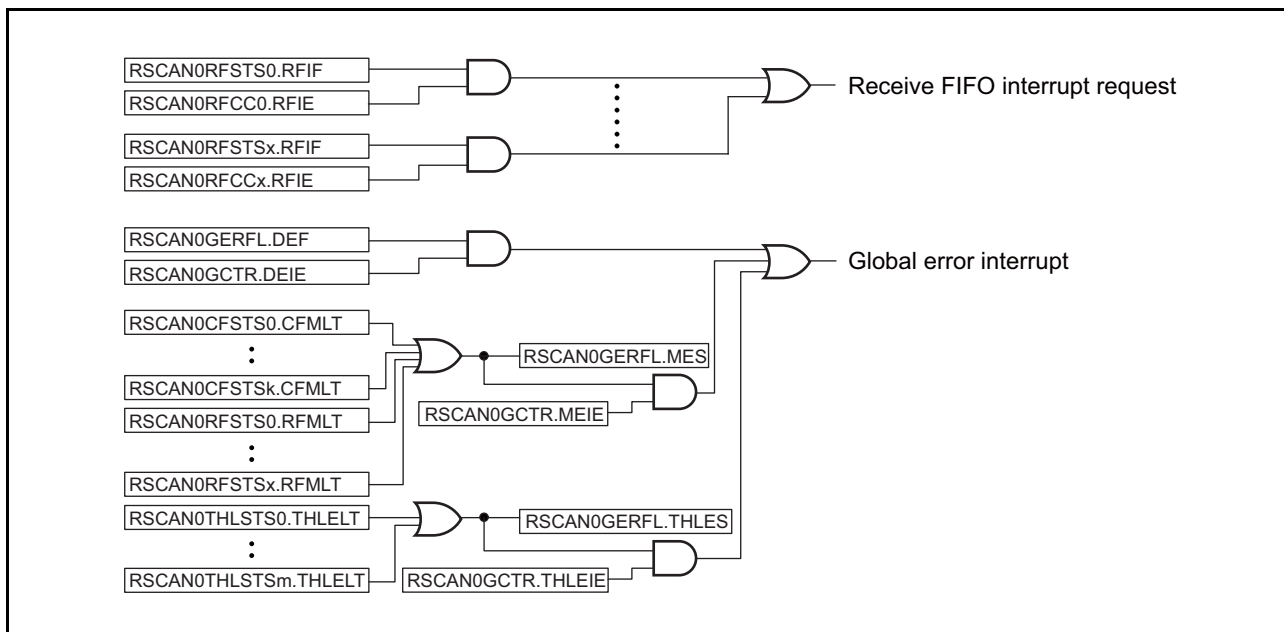 RSCAN0RFSTS0.RFIF
RSCAN0RFCC0.RFIE
Receive FIFO interrupt request
RSCAN0RFSTSx.RFIF
RSCAN0RFCCx.RFIE
RSCAN0GERFL.DEF
RSCAN0GCTR.DEIE
Global error interrupt
RSCAN0CFSTS0.CFMLT
RSCAN0GERFL.MES
RSCAN0CFSTSk.CFMLT
RSCAN0RFSTS0.RFMLT
RSCAN0GCTR.MEIE
RSCAN0RFSTSx.RFMLT
RSCAN0THLSTS0.THLELT
RSCAN0GERFL.THLES
RSCAN0THLSTSm.THLELT
RSCAN0GCTR.THLEIE